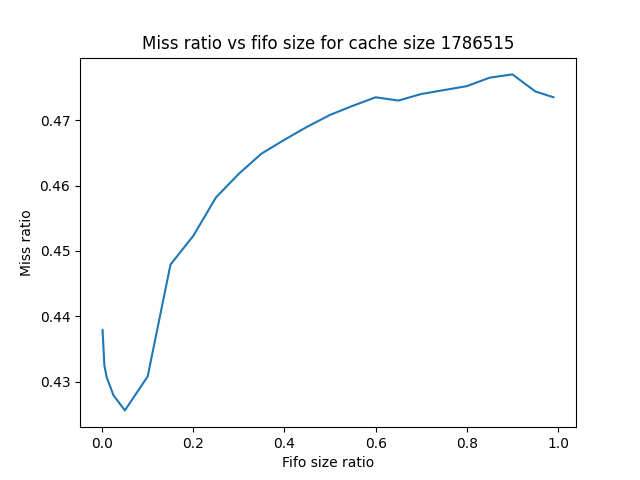 Miss ratio vs fifo size for cache size 1786515
0.47
0.46
0.45
0.44
0.43
Miss ratio
0.0 0.2 0.4 0.6 0.8 1.0
Fifo size ratio